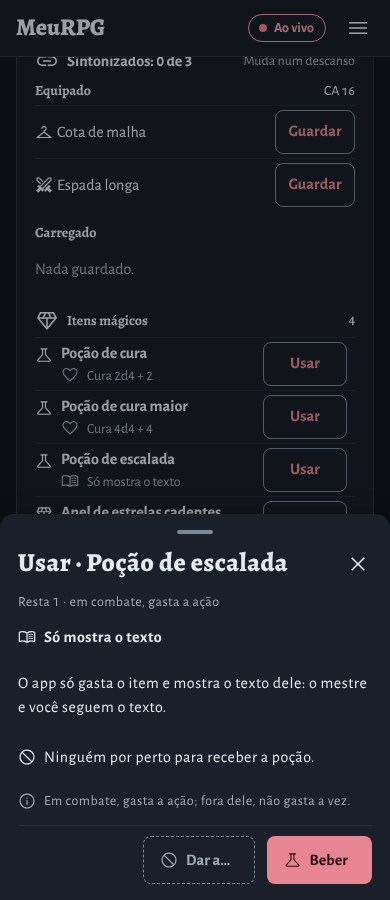 MeuRPG
Ao vivo
Sintonizados: 0 de 3
Muda num descanso
Equipado
CA 16
Cota de malha
Guardar
Espada longa
Guardar
Carregado
Nada guardado.
Itens mágicos
4
Poção de cura
Cura 2d4 + 2
Usar
Poção de cura maior
Cura 4d4 + 4
Usar
Poção de escalada
Só mostra o texto
Usar
Anel de estrelas cadentes
Usar · Poção de escalada
Resta 1 · em combate, gasta a ação
Só mostra o texto
O app só gasta o item e mostra o texto dele: o mestre
e você seguem o texto.
Ninguém por perto para receber a poção.
Em combate, gasta a ação; fora dele, não gasta a vez.
Dar a...
Beber